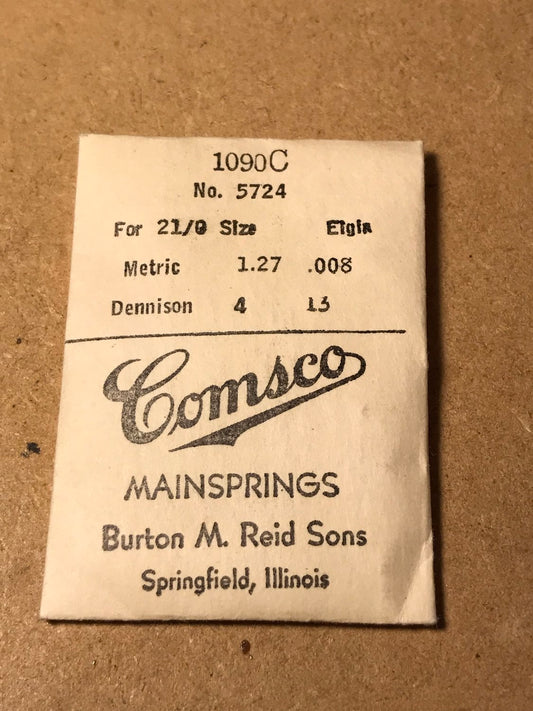 1090C
No. 5724
For 21/0 Size Elgin
Metric 1.27 .008
Dennison 4 13
Comsco
MAINSPRINGS
Burton M. Reid Sons
Springfield, Illinois